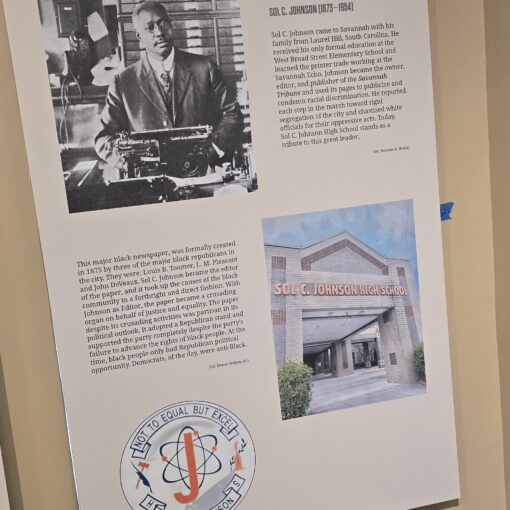 SOL C. JOHNSON (1873–1954)
Sol C. Johnson came to Savannah with his
family from Laurel Hill, South Carolina. He
received his only formal education at the
West Broad Street Elementary School and
learned the printer trade working at the
Savannah Echo. Johnson became the owner,
editor, and publisher of the Savannah
Tribune and used its pages to publicize and
condemn racial discrimination. He reported
each step in the march toward rigid
segregation of the city and chastised white
officials for their oppressive acts. Today,
Sol C. Johnson High School stands as a
tribute to this great leader.
This major black newspaper, was formally created
in 1875 by three of the major black republicans in
the city. They were: Louis B. Toomer, L. M. Pleasant
and John DeVeaux. Sol C. Johnson became the editor
of the paper, and it took up the causes of the black
community in a forthright and direct fashion. With
Johnson as Editor, the paper became a crusading
organ on behalf of justice and equality. The paper
despite its crusading activities was partisan in its
political outlook. It adopted a Republican stand and
supported the party completely despite the party's
failure to advance the rights of black people. At the
time, black people only had Republican political
opportunity. Democrats, of the day, were anti-Black.
SOL C. JOHNSON HIGH SCHOOL
NOT TO EQUAL BUT EXCEL
J